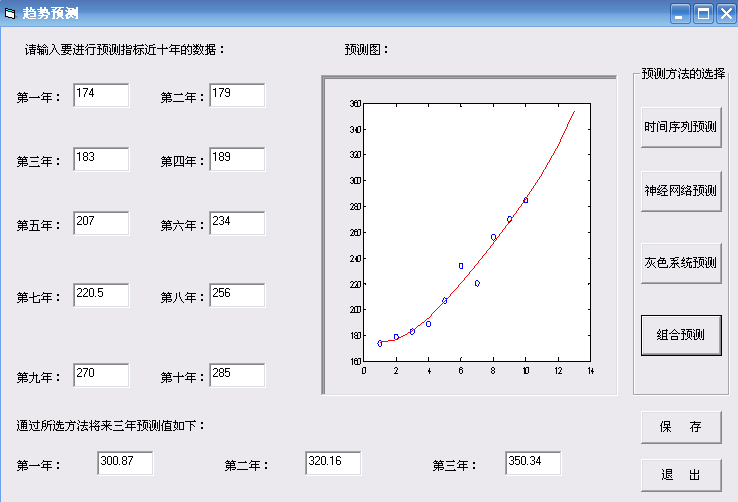 趋势预测
请输入要进行预测指标近十年的数据：
预测图：
预测方法的选择
第一年： 174 第二年： 179
第三年： 183 第四年： 189
第五年： 207 第六年： 234
第七年： 220.5 第八年： 256
第九年： 270 第十年： 285
360
340
320
300
280
260
240
220
200
180
160
0 2 4 6 8 10 12 14
时间序列预测
神经网络预测
灰色系统预测
组合预测
通过所选方法将来三年预测值如下：
第一年： 300.87 第二年： 320.16 第三年： 350.34
保 存
退 出